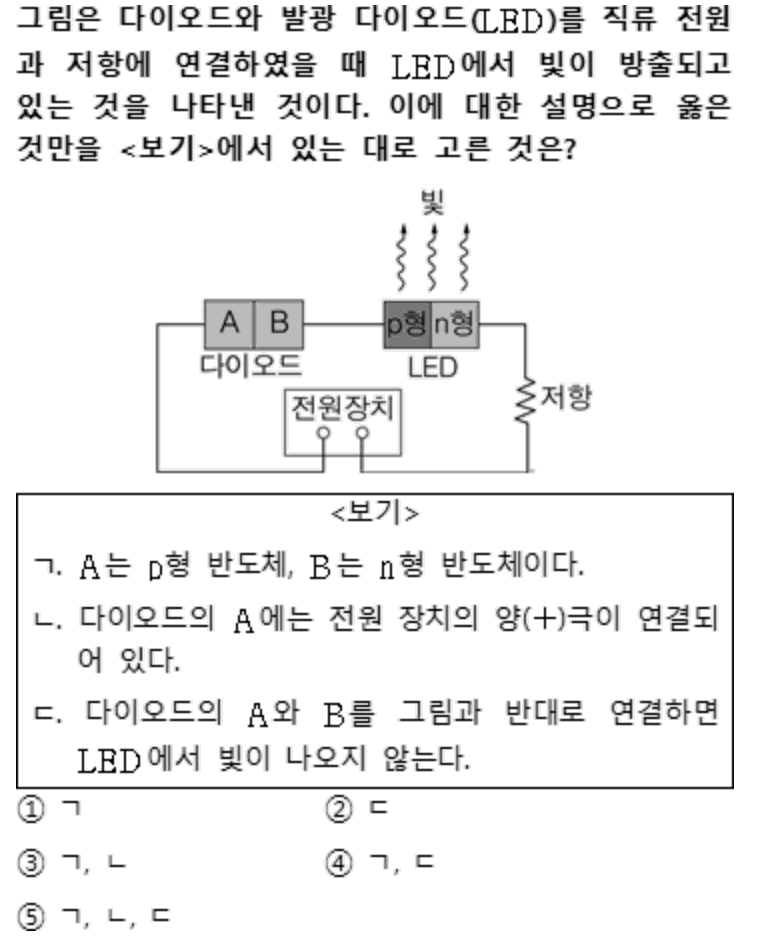 그림은 다이오드와 발광 다이오드(LED)를 직류 전원
과 저항에 연결하였을 때 LED에서 빛이 방출되고
있는 것을 나타낸 것이다. 이에 대한 설명으로 옳은
것만을 <보기>에서 있는 대로 고른 것은?
빛
A B p형 n형
다이오드 LED
전원장치 저항
<보기>
ㄱ. A는 p형 반도체, B는 n형 반도체이다.
ㄴ. 다이오드의 A에는 전원 장치의 양(+)극이 연결되
어 있다.
ㄷ. 다이오드의 A와 B를 그림과 반대로 연결하면
LED에서 빛이 나오지 않는다.
① ㄱ ② ㄷ
③ ㄱ, ㄴ ④ ㄱ, ㄷ
⑤ ㄱ, ㄴ, ㄷ